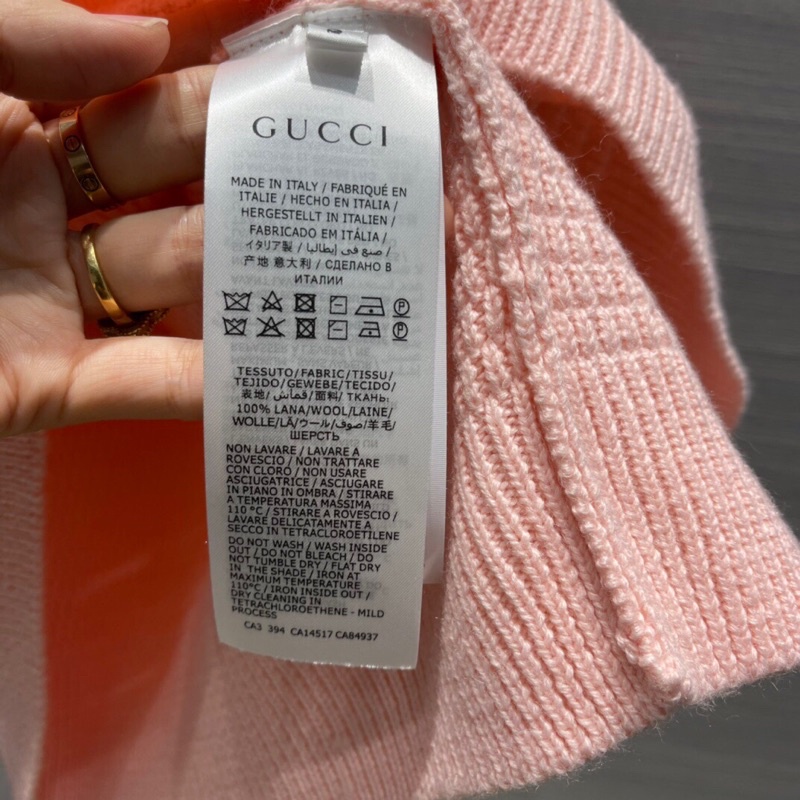 GUCCI
MADE IN ITALY / FABRIQUÉ EN
ITALIE / HECHO EN ITALIA /
HERGESTELLT IN ITALIEN /
FABRICADO EM ITÁLIA /
イタリア製 / صنع في إيطاليا /
产地 意大利 / СДЕЛАНО В
ИТАЛИИ
P
P
TESSUTO/FABRIC/TISSU/
TEJIDO/GEWEBE/TECIDO/
表地/قماش/面料/ ТКАНЬ:
100% LANA/WOOL/LAINE/
WOLLE/LÃ/ウール/صوف/羊毛/
ШЕРСТЬ
NON LAVARE / LAVARE A
ROVESCIO / NON TRATTARE
CON CLORO / NON USARE
ASCIUGATRICE / ASCIUGARE
IN PIANO IN OMBRA / STIRARE
A TEMPERATURA MASSIMA
110 °C / STIRARE A ROVESCIO /
LAVARE DELICATAMENTE A
SECCO IN TETRACLOROETILENE
DO NOT WASH / WASH INSIDE
OUT / DO NOT BLEACH / DO
NOT TUMBLE DRY / FLAT DRY
IN THE SHADE / IRON AT
MAXIMUM TEMPERATURE
110°C / IRON INSIDE OUT /
DRY CLEANING IN
TETRACHLOROETHENE - MILD
PROCESS
CA3 394 CA14517 CA84937